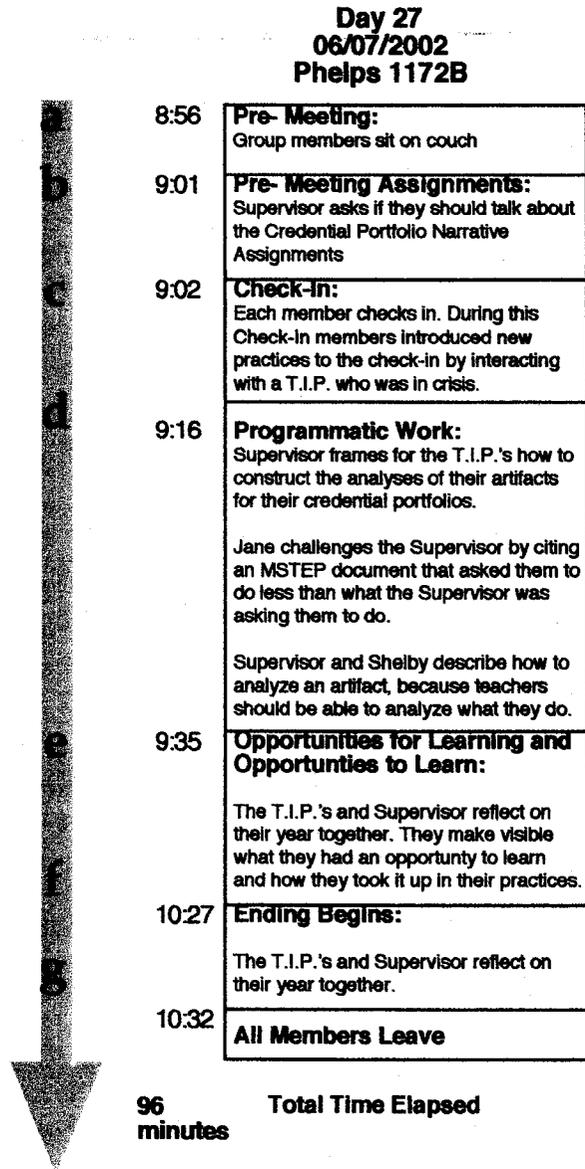 Day 27
06/07/2002
Phelps 1172B
a
8:56
Pre- Meeting:
Group members sit on couch
b
9:01
Pre- Meeting Assignments:
Supervisor asks if they should talk about
the Credential Portfolio Narrative
Assignments
c
9:02
Check-In:
Each member checks in. During this
Check-In members introduced new
practices to the check-in by interacting
with a T.I.P. who was in crisis.
d
9:16
Programmatic Work:
Supervisor frames for the T.I.P.'s how to
construct the analyses of their artifacts
for their credential portfolios.
Jane challenges the Supervisor by citing
an MSTEP document that asked them to
do less than what the Supervisor was
asking them to do.
Supervisor and Shelby describe how to
analyze an artifact, because teachers
should be able to analyze what they do.
e
9:35
Opportunities for Learning and
Opportunties to Learn:
The T.I.P.'s and Supervisor reflect on
their year together. They make visible
what they had an opportunty to learn
and how they took it up in their practices.
f
10:27
Ending Begins:
The T.I.P.'s and Supervisor reflect on
their year together.
g
10:32
All Members Leave
96
minutes
Total Time Elapsed